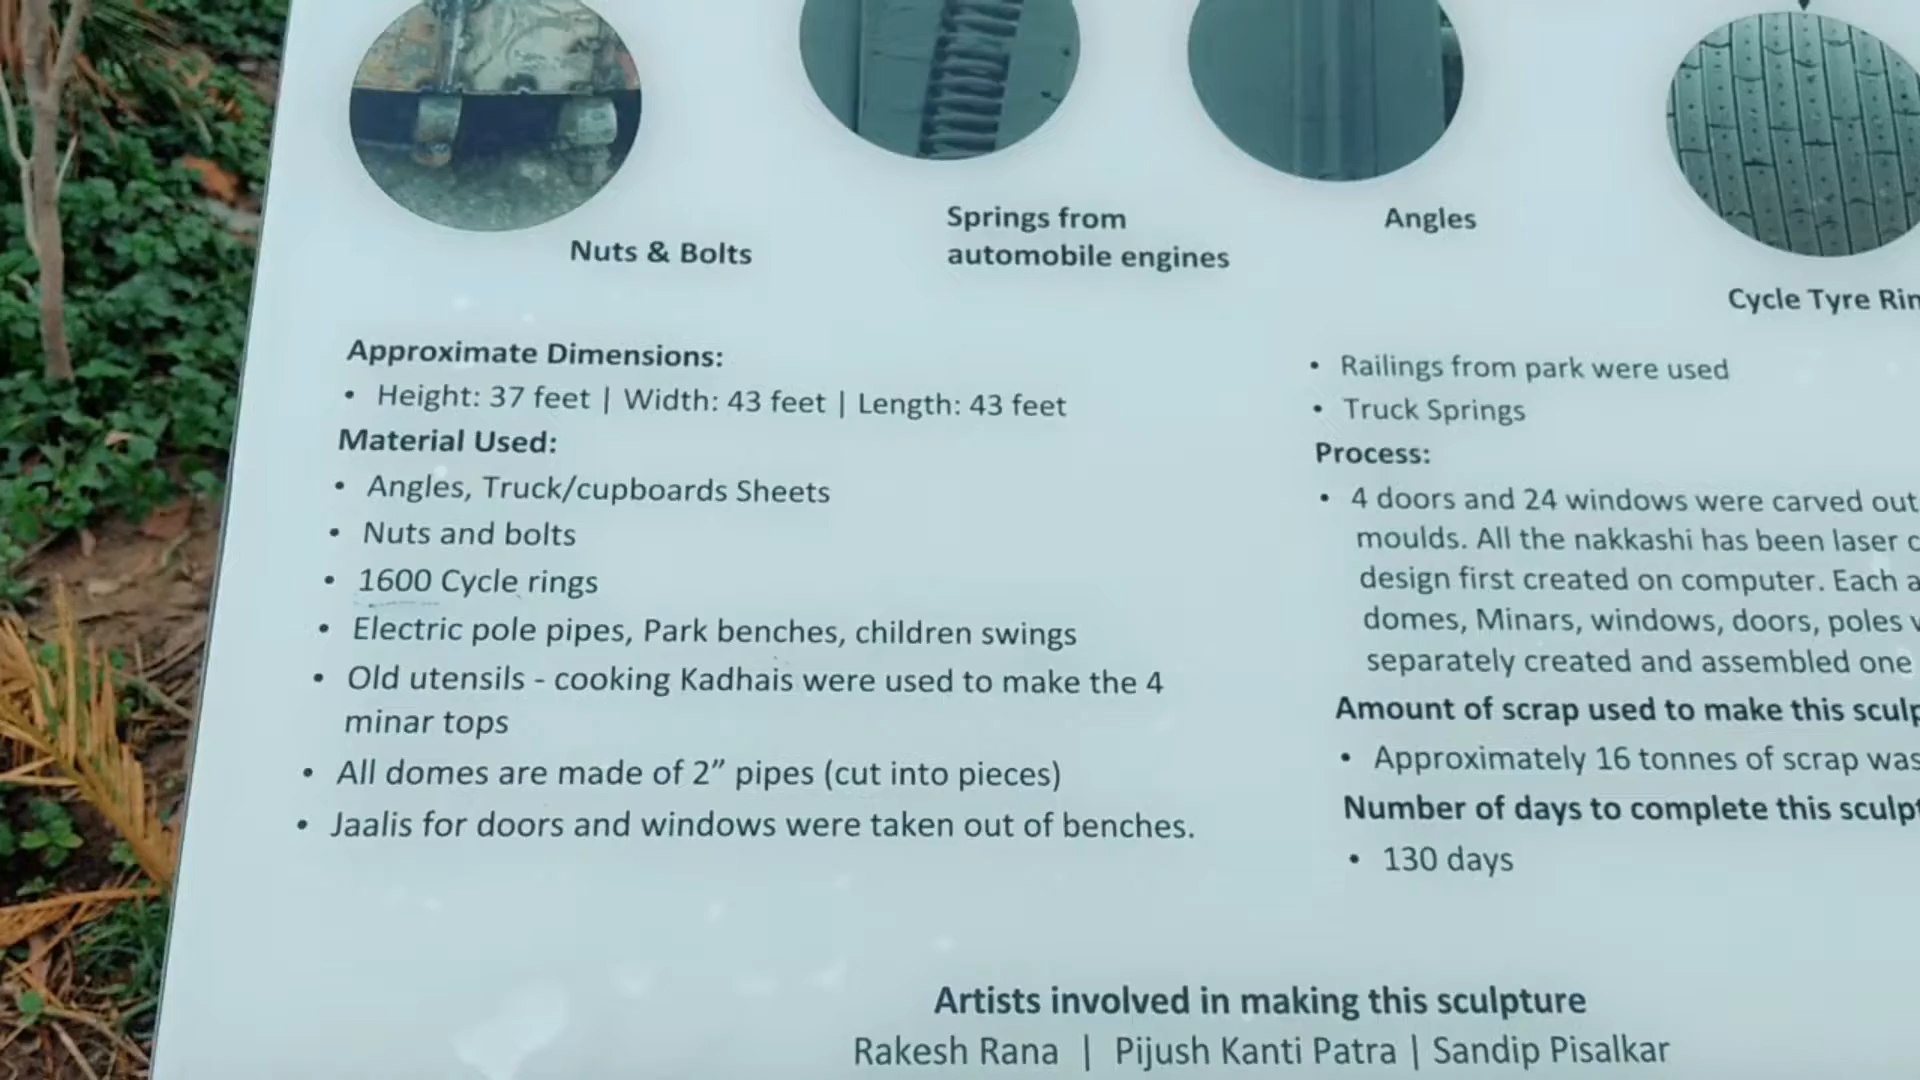 Nuts & Bolts
Springs from
automobile engines
Angles
Cycle Tyre
Approximate Dimensions:
• Height: 37 feet | Width: 43 feet | Length: 43 feet
Material Used:
• Angles, Truck/cupboards Sheets
• Nuts and bolts
• 1600 Cycle rings
• Electric pole pipes, Park benches, children swings
• Old utensils - cooking Kadhais were used to make the 4
minar tops
• All domes are made of 2” pipes (cut into pieces)
• Jaalis for doors and windows were taken out of benches.
• Railings from park were used
• Truck Springs
Process:
• 4 doors and 24 windows were carved out
moulds. All the nakkashi has been laser
design first created on computer. Each
domes, Minars, windows, doors, poles
separately created and assembled one
Amount of scrap used to make this
• Approximately 16 tonnes of scrap was
Number of days to complete this
• 130 days
Artists involved in making this sculpture
Rakesh Rana | Pijush Kanti Patra | Sandip Pisalkar